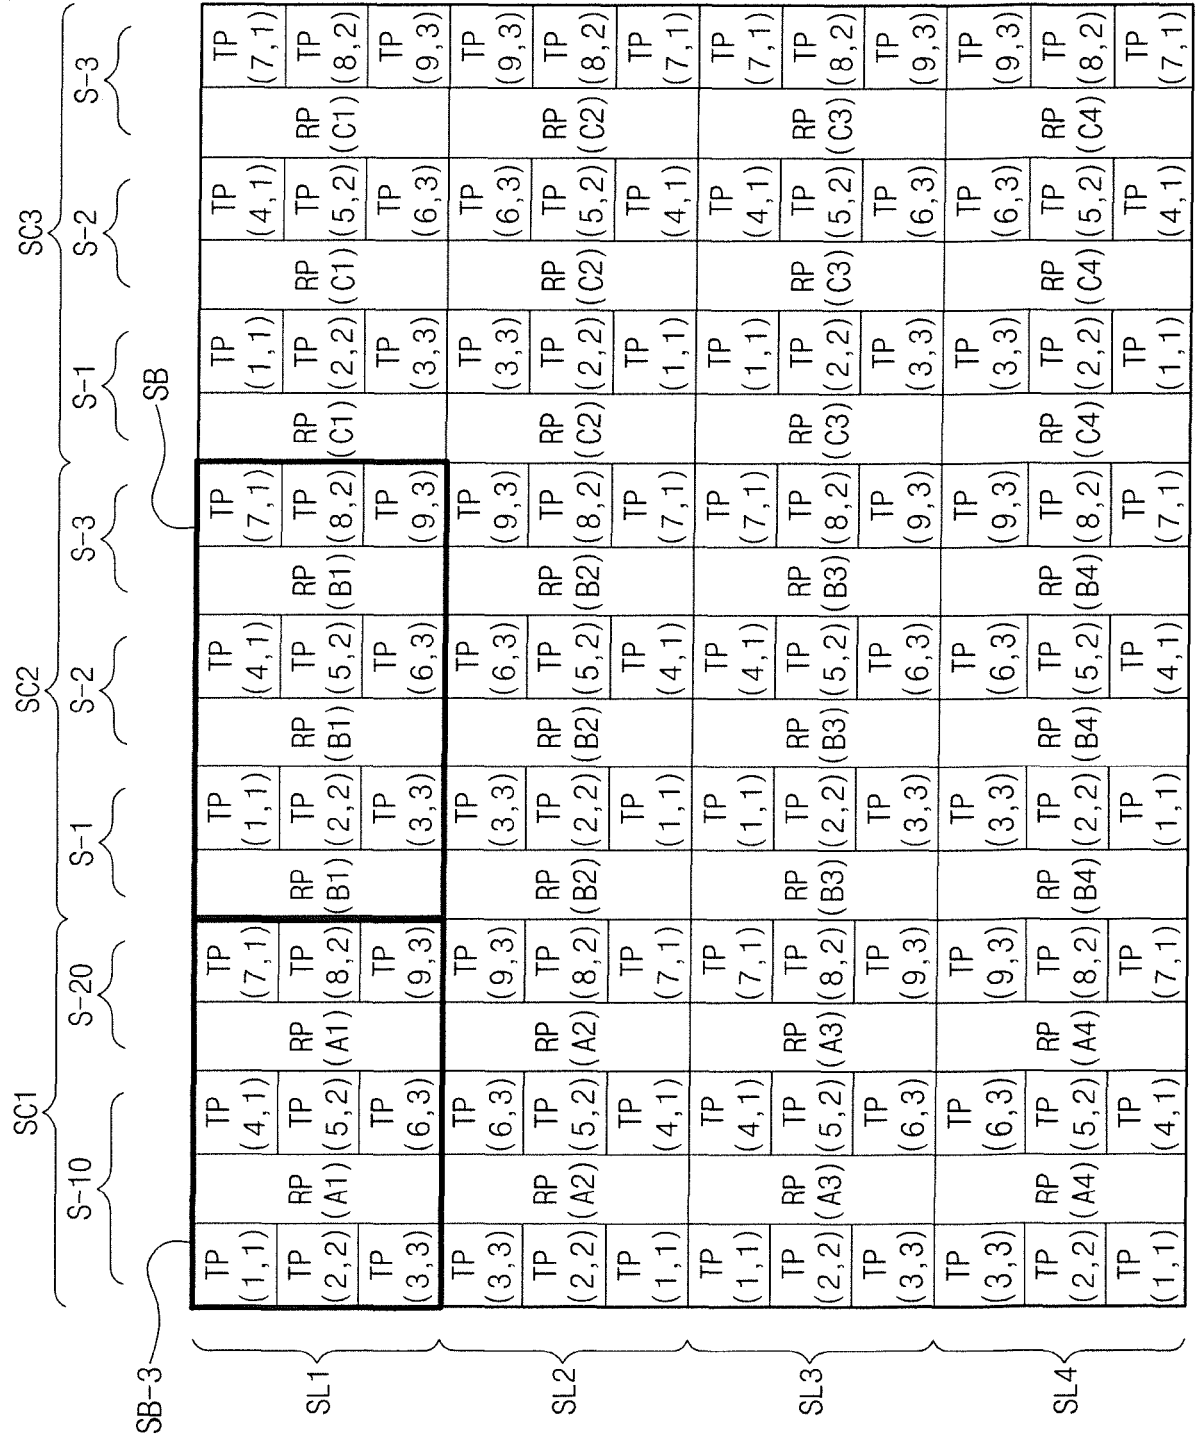 SC1 SC2 SC3
S-10 S-20 S-1 S-2 S-3 S-1 S-2 S-3
SB-3 SB
TP TP TP TP TP TP TP TP TP
(1,1) (4,1) (7,1) (1,1) (4,1) (7,1) (1,1) (4,1) (7,1)
SL1
TP RP TP RP TP RP TP RP TP RP TP RP TP RP TP RP TP
(2,2) (A1) (5,2) (A1) (8,2) (B1) (2,2) (B1) (5,2) (B1) (8,2) (C1) (2,2) (C1) (5,2) (C1) (8,2)
TP TP TP TP TP TP TP TP TP
(3,3) (6,3) (9,3) (3,3) (6,3) (9,3) (3,3) (6,3) (9,3)
TP TP TP TP TP TP TP TP TP
(3,3) (6,3) (9,3) (3,3) (6,3) (9,3) (3,3) (6,3) (9,3)
SL2
TP RP TP RP TP RP TP RP TP RP TP RP TP RP TP RP TP
(2,2) (A2) (5,2) (A2) (8,2) (B2) (2,2) (B2) (5,2) (B2) (8,2) (C2) (2,2) (C2) (5,2) (C2) (8,2)
TP TP TP TP TP TP TP TP TP
(1,1) (4,1) (7,1) (1,1) (4,1) (7,1) (1,1) (4,1) (7,1)
TP TP TP TP TP TP TP TP TP
(1,1) (4,1) (7,1) (1,1) (4,1) (7,1) (1,1) (4,1) (7,1)
SL3
TP RP TP RP TP RP TP RP TP RP TP RP TP RP TP RP TP
(2,2) (A3) (5,2) (A3) (8,2) (B3) (2,2) (B3) (5,2) (B3) (8,2) (C3) (2,2) (C3) (5,2) (C3) (8,2)
TP TP TP TP TP TP TP TP TP
(3,3) (6,3) (9,3) (3,3) (6,3) (9,3) (3,3) (6,3) (9,3)
TP TP TP TP TP TP TP TP TP
(3,3) (6,3) (9,3) (3,3) (6,3) (9,3) (3,3) (6,3) (9,3)
SL4
TP RP TP RP TP RP TP RP TP RP TP RP TP RP TP RP TP
(2,2) (A4) (5,2) (A4) (8,2) (B4) (2,2) (B4) (5,2) (B4) (8,2) (C4) (2,2) (C4) (5,2) (C4) (8,2)
TP TP TP TP TP TP TP TP TP
(1,1) (4,1) (7,1) (1,1) (4,1) (7,1) (1,1) (4,1) (7,1)